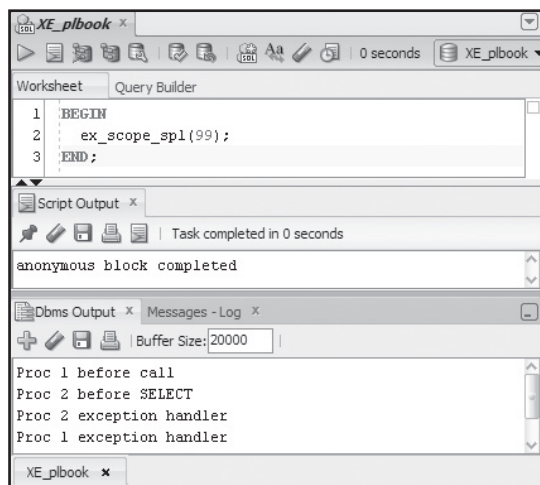 XE_plbook
0 seconds XE_plbook
Worksheet Query Builder
1 BEGIN
2 ex_scope_spl(99);
3 END;
Script Output x
Task completed in 0 seconds
anonymous block completed
Dbms Output x Messages - Log x
Buffer Size: 20000
Proc 1 before call
Proc 2 before SELECT
Proc 2 exception handler
Proc 1 exception handler
XE_plbook x